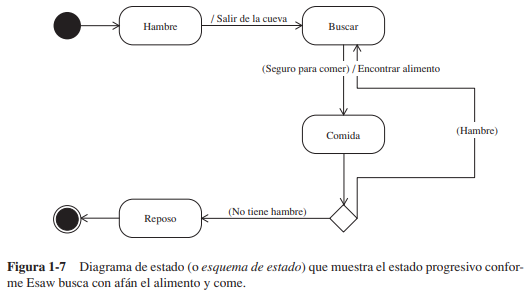 Hambre
/ Salir de la cueva
Buscar
(Seguro para comer) / Encontrar alimento
Comida
(Hambre)
Reposo
(No tiene hambre)
Figura 1-7 Diagrama de estado (o esquema de estado) que muestra el estado progresivo confor-
me Esaw busca con afán el alimento y come.